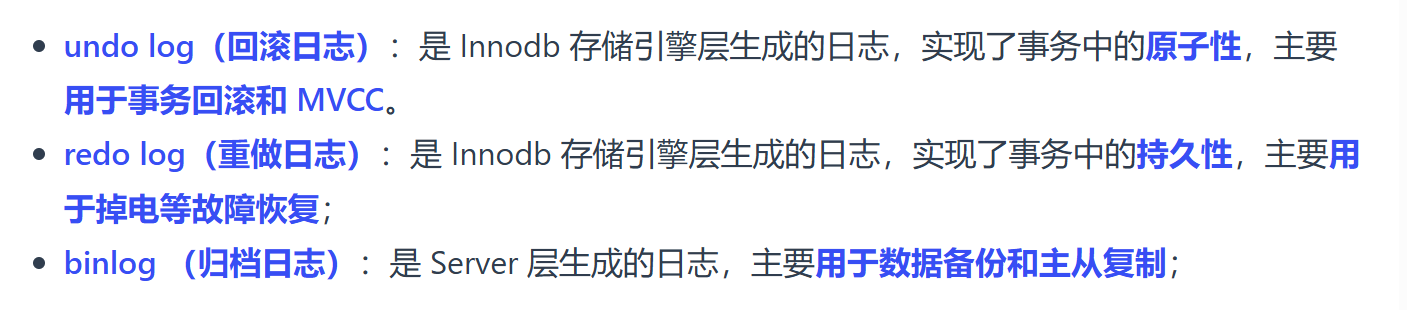 • undo log（回滚日志）：是 Innodb 存储引擎层生成的日志，实现了事务中的原子性，主要
用于事务回滚和 MVCC。
• redo log（重做日志）：是 Innodb 存储引擎层生成的日志，实现了事务中的持久性，主要用
于掉电等故障恢复；
• binlog （归档日志）：是 Server 层生成的日志，主要用于数据备份和主从复制；